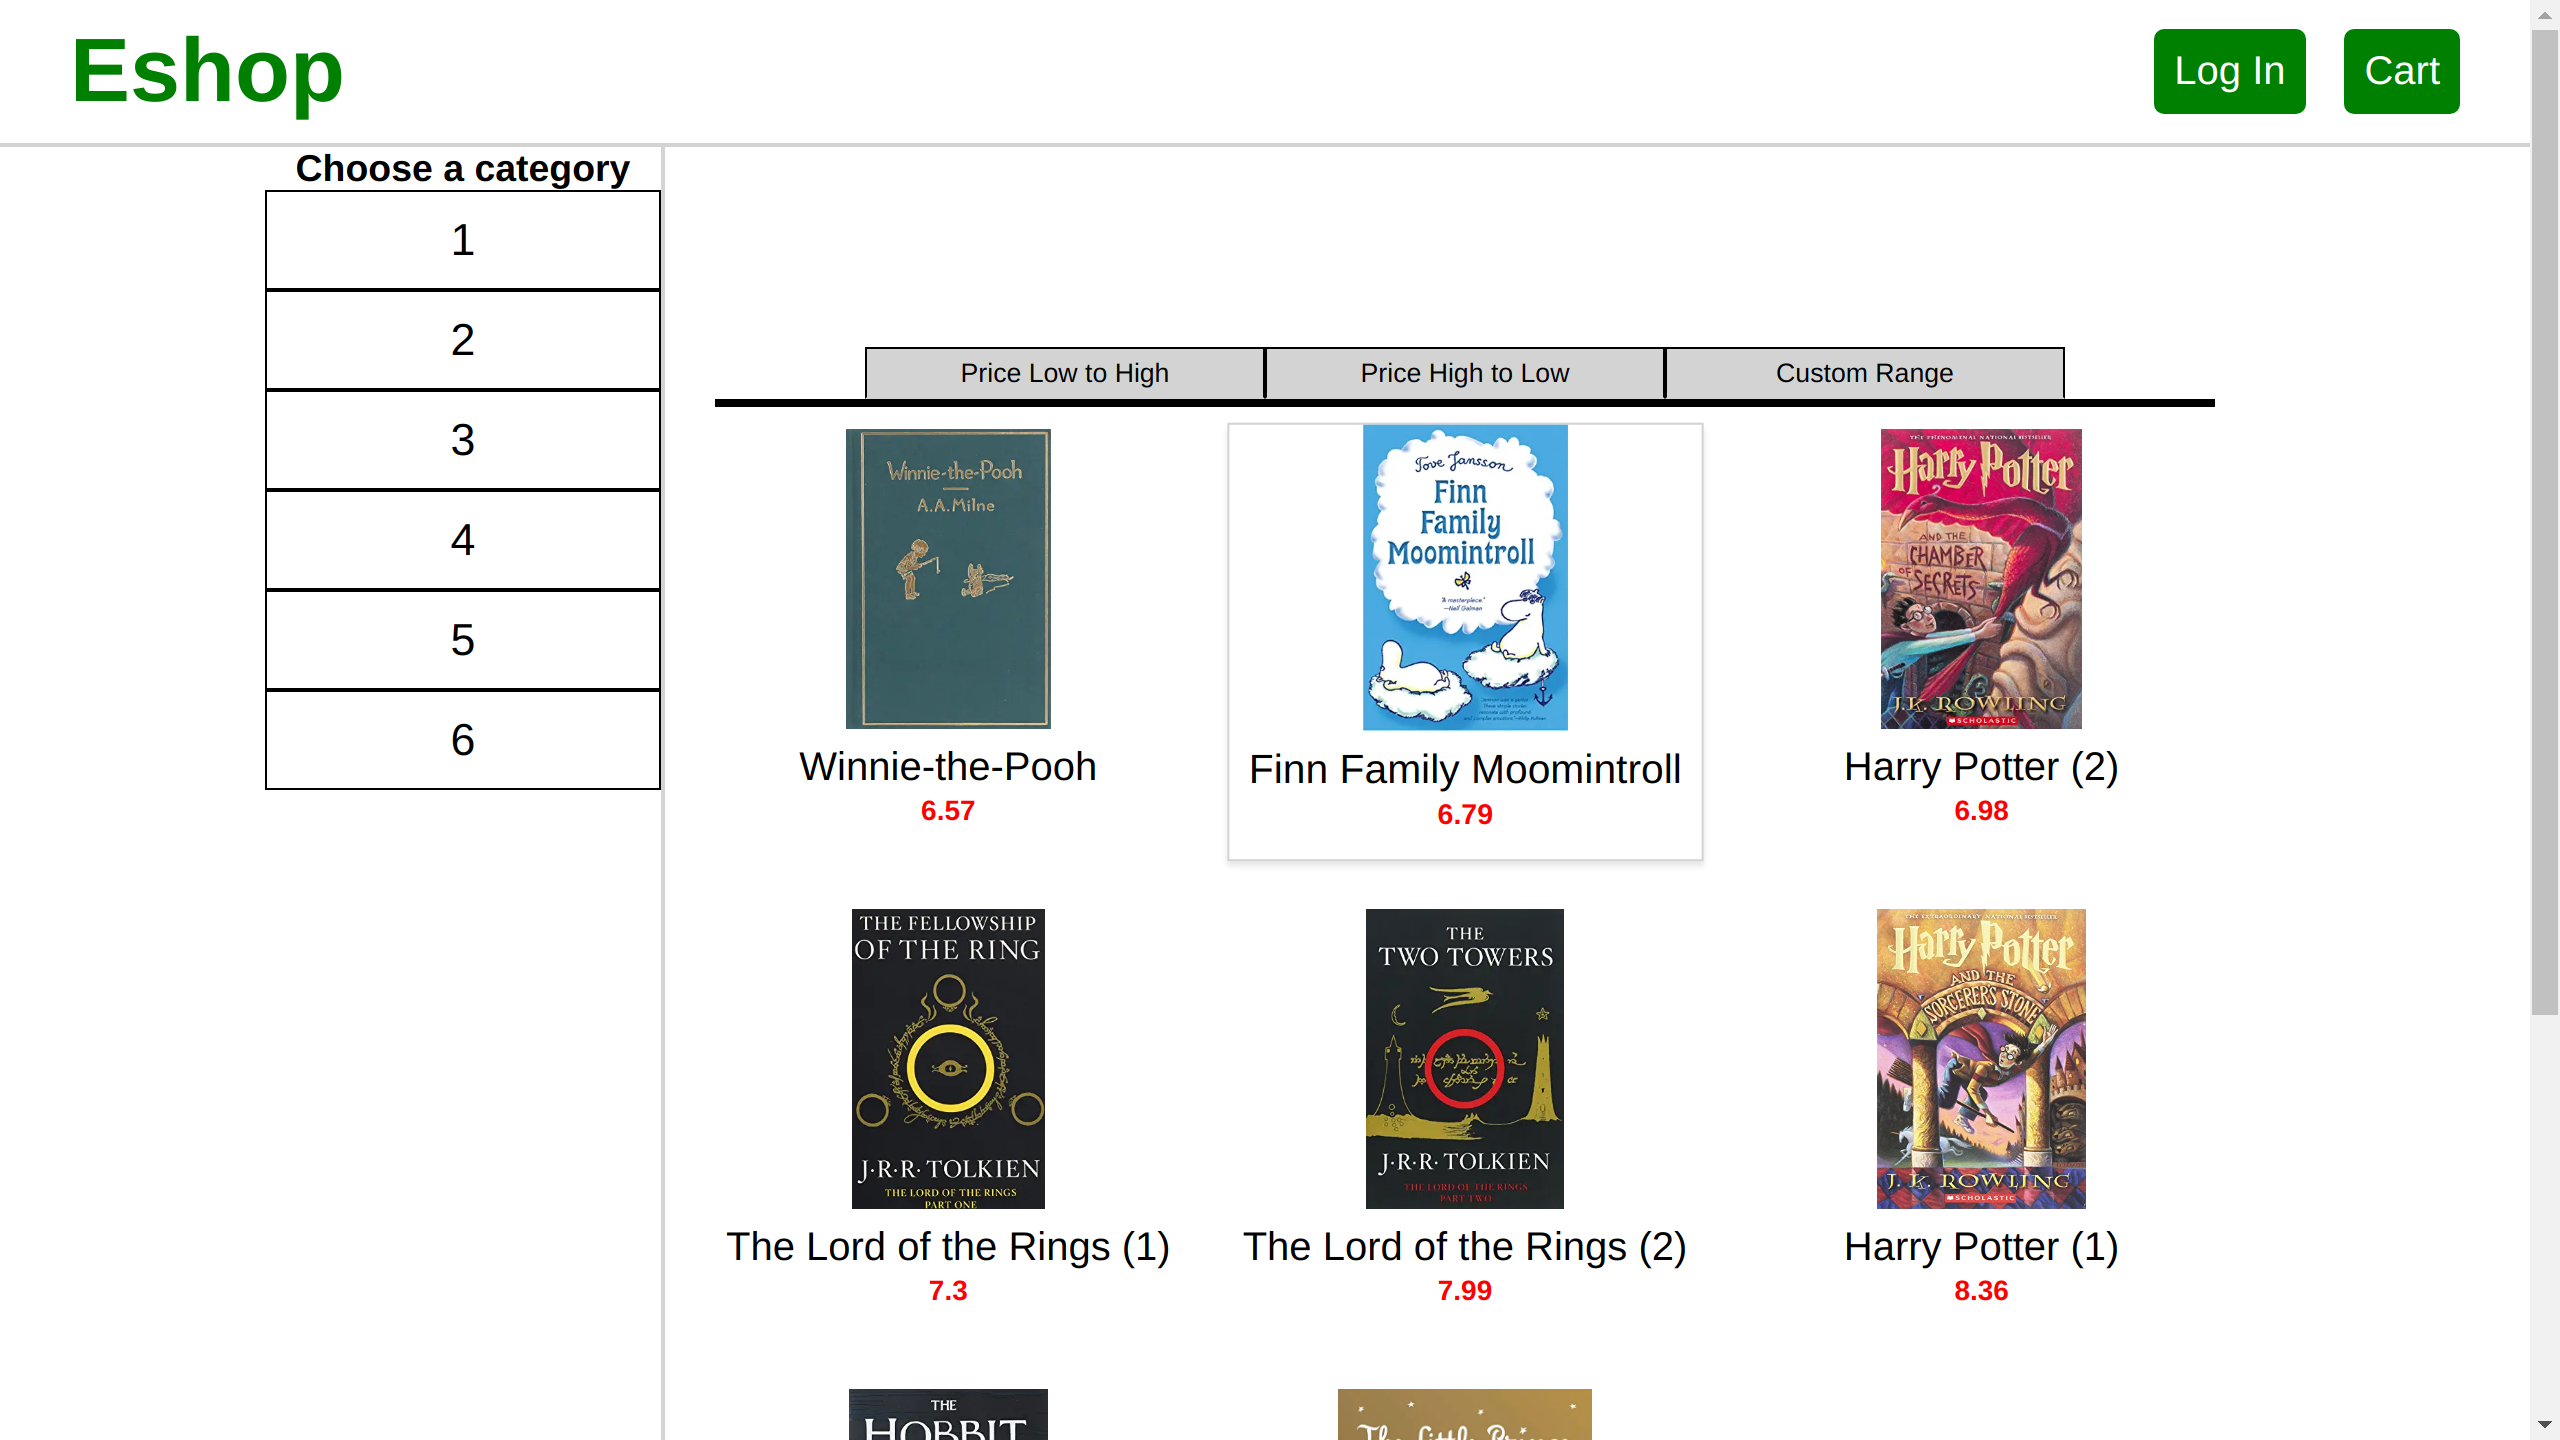 Eshop
Log In
Cart
Choose a category
1
2
3
4
5
6
Price Low to High
Price High to Low
Custom Range
Winnie-the-Pooh
A.A.Milne
Winnie-the-Pooh
6.57
Tove Jansson
Finn
Family
Moomintroll
"A masterpiece."
—Neil Gaiman
Finn Family Moomintroll
6.79
THE PHENOMENAL NATIONAL BESTSELLER
Harry Potter
AND THE
CHAMBER
OF SECRETS
J.K. ROWLING
SCHOLASTIC
Harry Potter (2)
6.98
THE FELLOWSHIP
OF THE RING
J·R·R· TOLKIEN
THE LORD OF THE RINGS
PART ONE
The Lord of the Rings (1)
7.3
THE
TWO TOWERS
J·R·R· TOLKIEN
THE LORD OF THE RINGS
PART TWO
The Lord of the Rings (2)
7.99
THE EXTRAORDINARY NATIONAL BESTSELLER
Harry Potter
AND THE
SORCERER'S STONE
J. K. ROWLING
SCHOLASTIC
Harry Potter (1)
8.36
THE
HOBBIT
The Little Prince